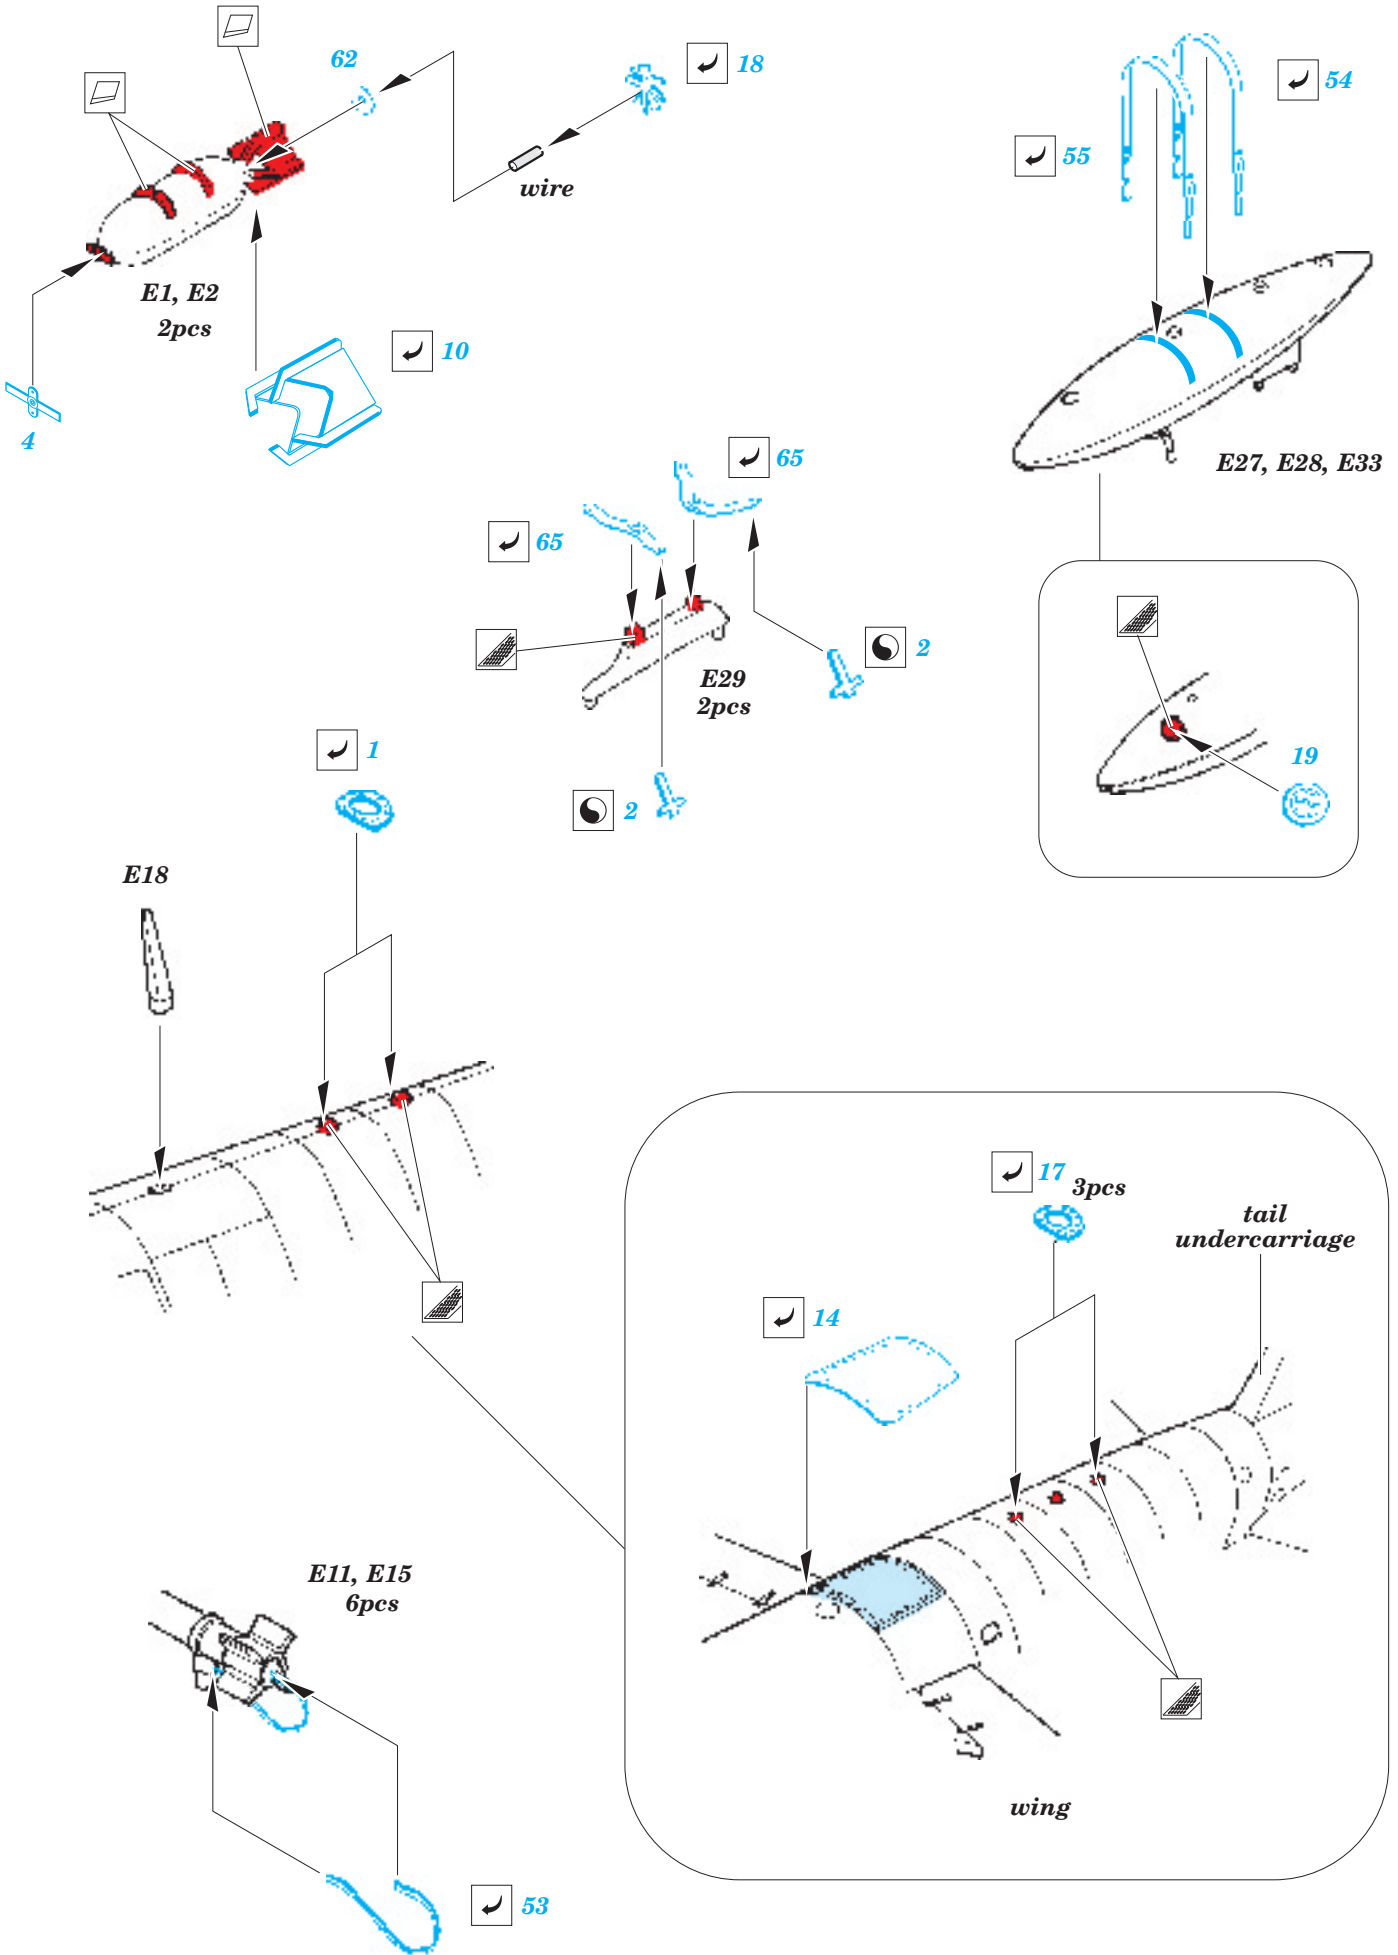 62
18
54
55
wire
E1, E2
2pcs
10
4
E27, E28, E33
65
65
2
E29
2pcs
19
1
2
E18
17 3pcs
tail
undercarriage
14
E11, E15
6pcs
wing
53